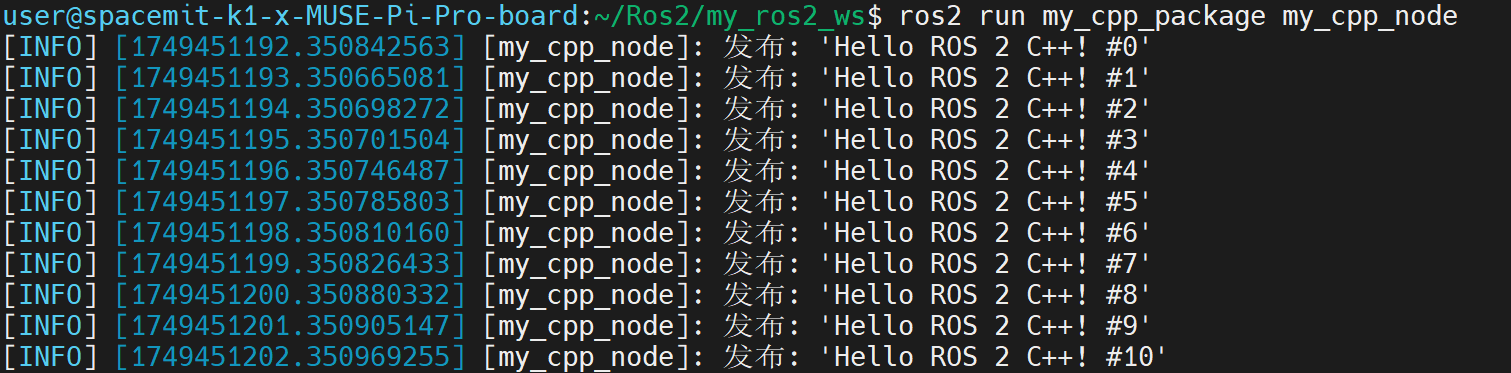 user@spacemit-k1-x-MUSE-Pi-Pro-board:~/Ros2/my_ros2_ws$ ros2 run my_cpp_package my_cpp_node
[INFO] [1749451192.350842563] [my_cpp_node]: 发布: 'Hello ROS 2 C++! #0'
[INFO] [1749451193.350665081] [my_cpp_node]: 发布: 'Hello ROS 2 C++! #1'
[INFO] [1749451194.350698272] [my_cpp_node]: 发布: 'Hello ROS 2 C++! #2'
[INFO] [1749451195.350701504] [my_cpp_node]: 发布: 'Hello ROS 2 C++! #3'
[INFO] [1749451196.350746487] [my_cpp_node]: 发布: 'Hello ROS 2 C++! #4'
[INFO] [1749451197.350785803] [my_cpp_node]: 发布: 'Hello ROS 2 C++! #5'
[INFO] [1749451198.350810160] [my_cpp_node]: 发布: 'Hello ROS 2 C++! #6'
[INFO] [1749451199.350826433] [my_cpp_node]: 发布: 'Hello ROS 2 C++! #7'
[INFO] [1749451200.350880332] [my_cpp_node]: 发布: 'Hello ROS 2 C++! #8'
[INFO] [1749451201.350905147] [my_cpp_node]: 发布: 'Hello ROS 2 C++! #9'
[INFO] [1749451202.350969255] [my_cpp_node]: 发布: 'Hello ROS 2 C++! #10'